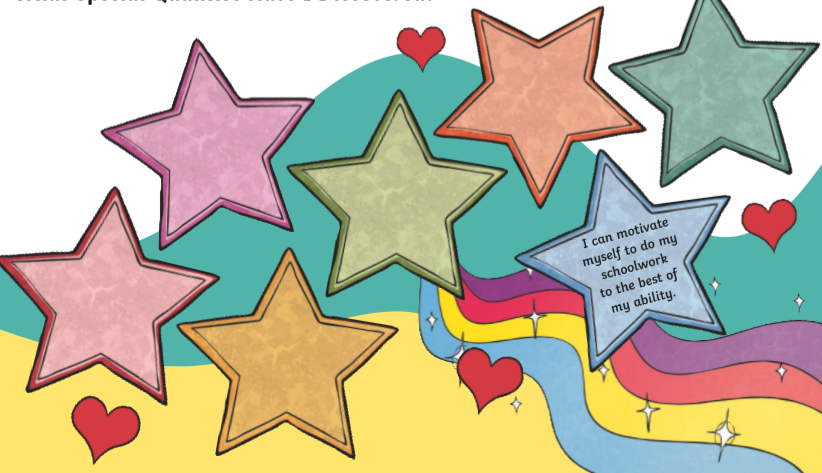 I can motivate
myself to do my
schoolwork
to the best of
my ability.